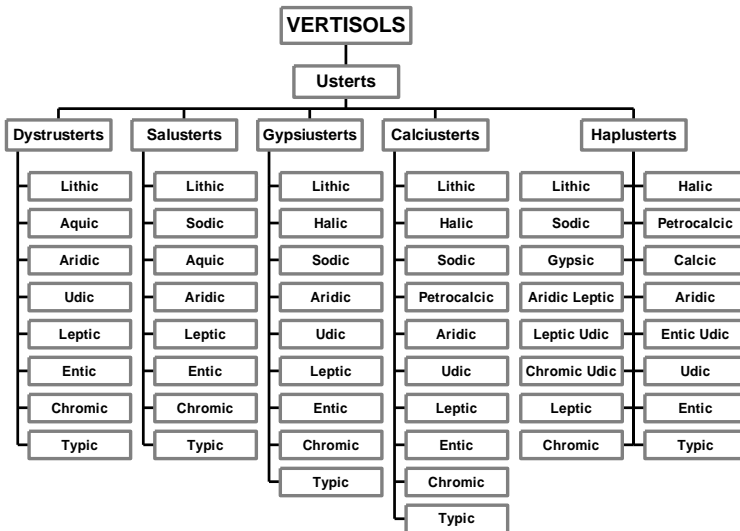 VERTISOLS
Usterts
Dystrusterts
Salusterts
Gypsiusterts
Calciusterts
Haplusterts
Lithic
Aquic
Aridic
Udic
Leptic
Entic
Chromic
Typic
Lithic
Sodic
Aquic
Aridic
Leptic
Entic
Chromic
Typic
Lithic
Halic
Sodic
Aridic
Udic
Leptic
Entic
Chromic
Typic
Lithic
Halic
Sodic
Petrocalcic
Aridic
Udic
Leptic
Entic
Chromic
Typic
Lithic
Halic
Sodic
Petrocalcic
Gypsic
Calcic
Aridic Leptic
Aridic
Leptic Udic
Entic Udic
Chromic Udic
Udic
Leptic
Entic
Chromic
Typic